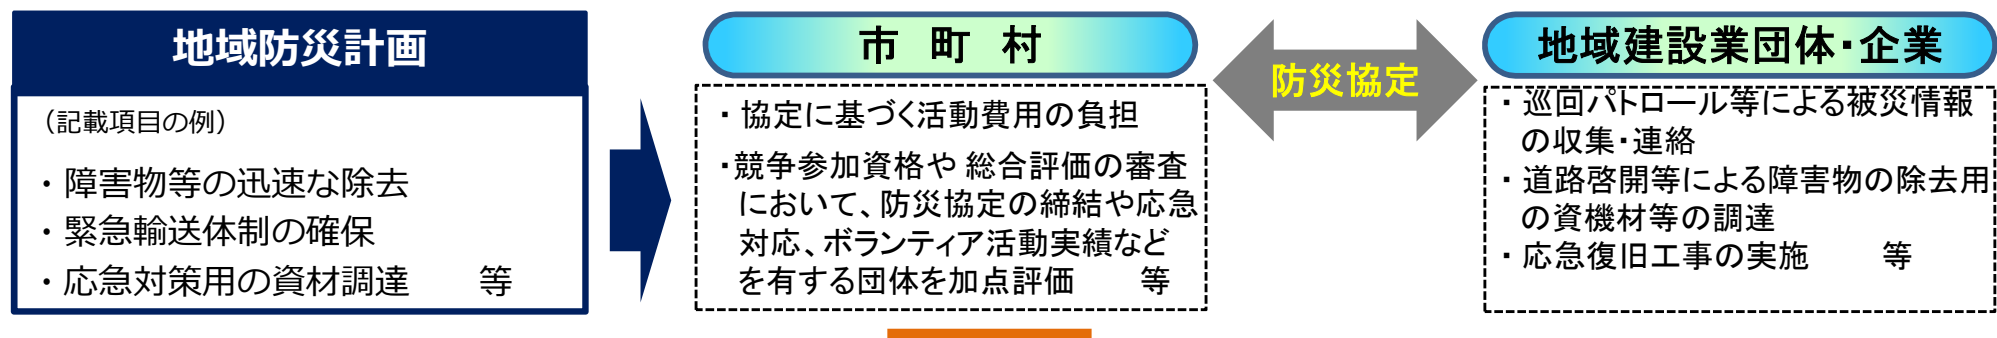 地域防災計画
（記載項目の例）
・障害物等の迅速な除去
・緊急輸送体制の確保
・応急対策用の資材調達　　等
市　町　村
・協定に基づく活動費用の負担
・競争参加資格や 総合評価の審査
において、防災協定の締結や応急
対応、ボランティア活動実績など
を有する団体を加点評価　　等
防災協定
地域建設業団体・企業
・巡回パトロール等による被災情報
の収集・連絡
・道路啓開等による障害物の除去用
の資機材等の調達
・応急復旧工事の実施　　等